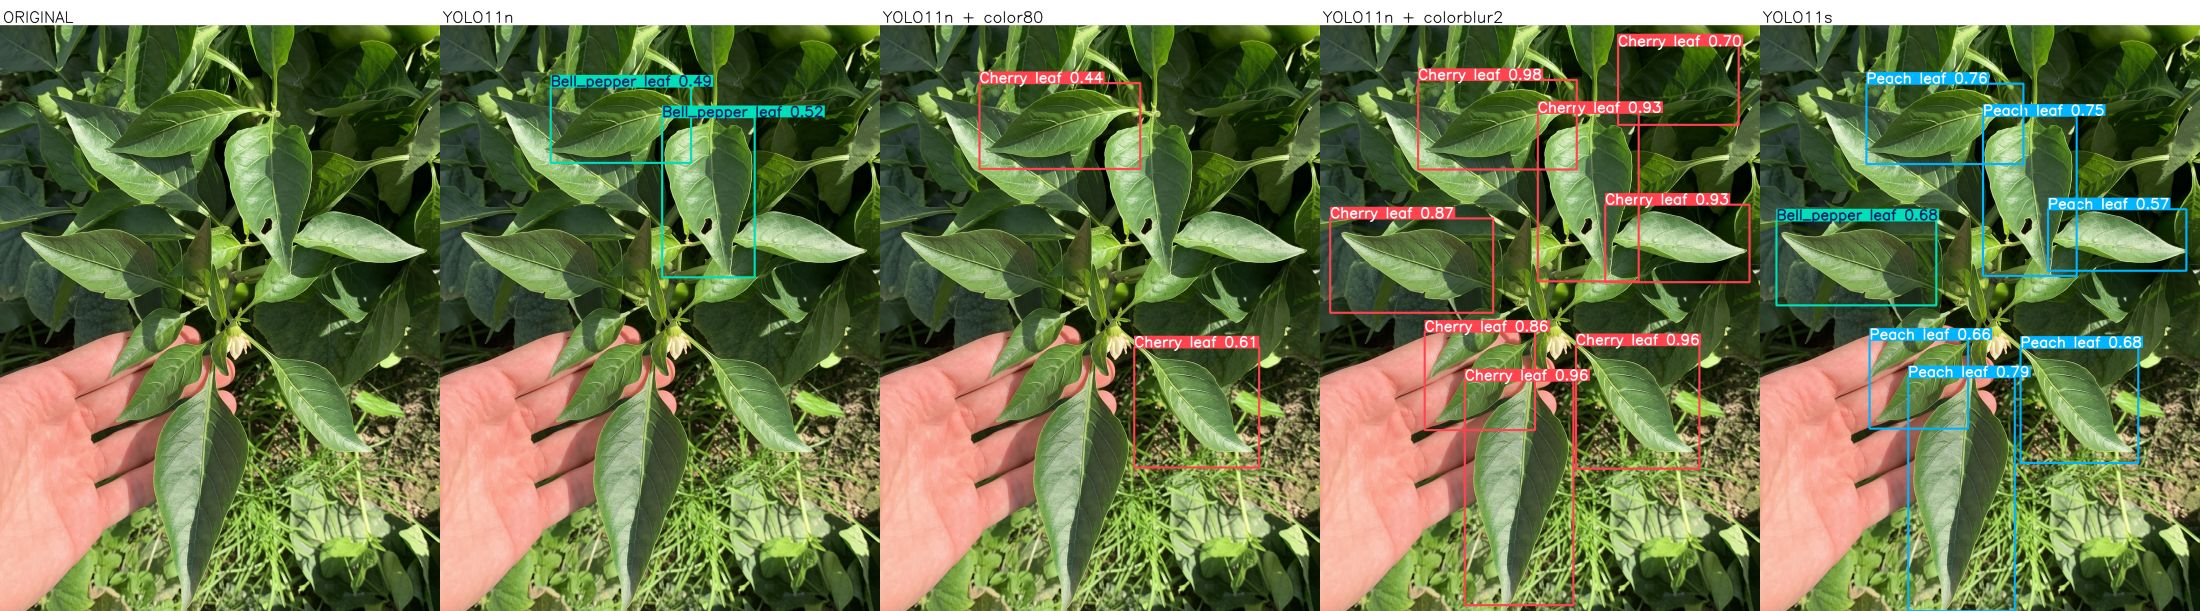 ORIGINAL
YOLO11n
Bell_pepper leaf 0.49
Bell_pepper leaf 0.52
YOLO11n + color80
Cherry leaf 0.44
Cherry leaf 0.61
YOLO11n + colorblur2
Cherry leaf 0.70
Cherry leaf 0.98
Cherry leaf 0.93
Cherry leaf 0.93
Cherry leaf 0.87
Cherry leaf 0.86
Cherry leaf 0.96
Cherry leaf 0.96
YOLO11s
Peach leaf 0.76
Peach leaf 0.75
Peach leaf 0.57
Bell_pepper leaf 0.68
Peach leaf 0.66
Peach leaf 0.68
Peach leaf 0.79